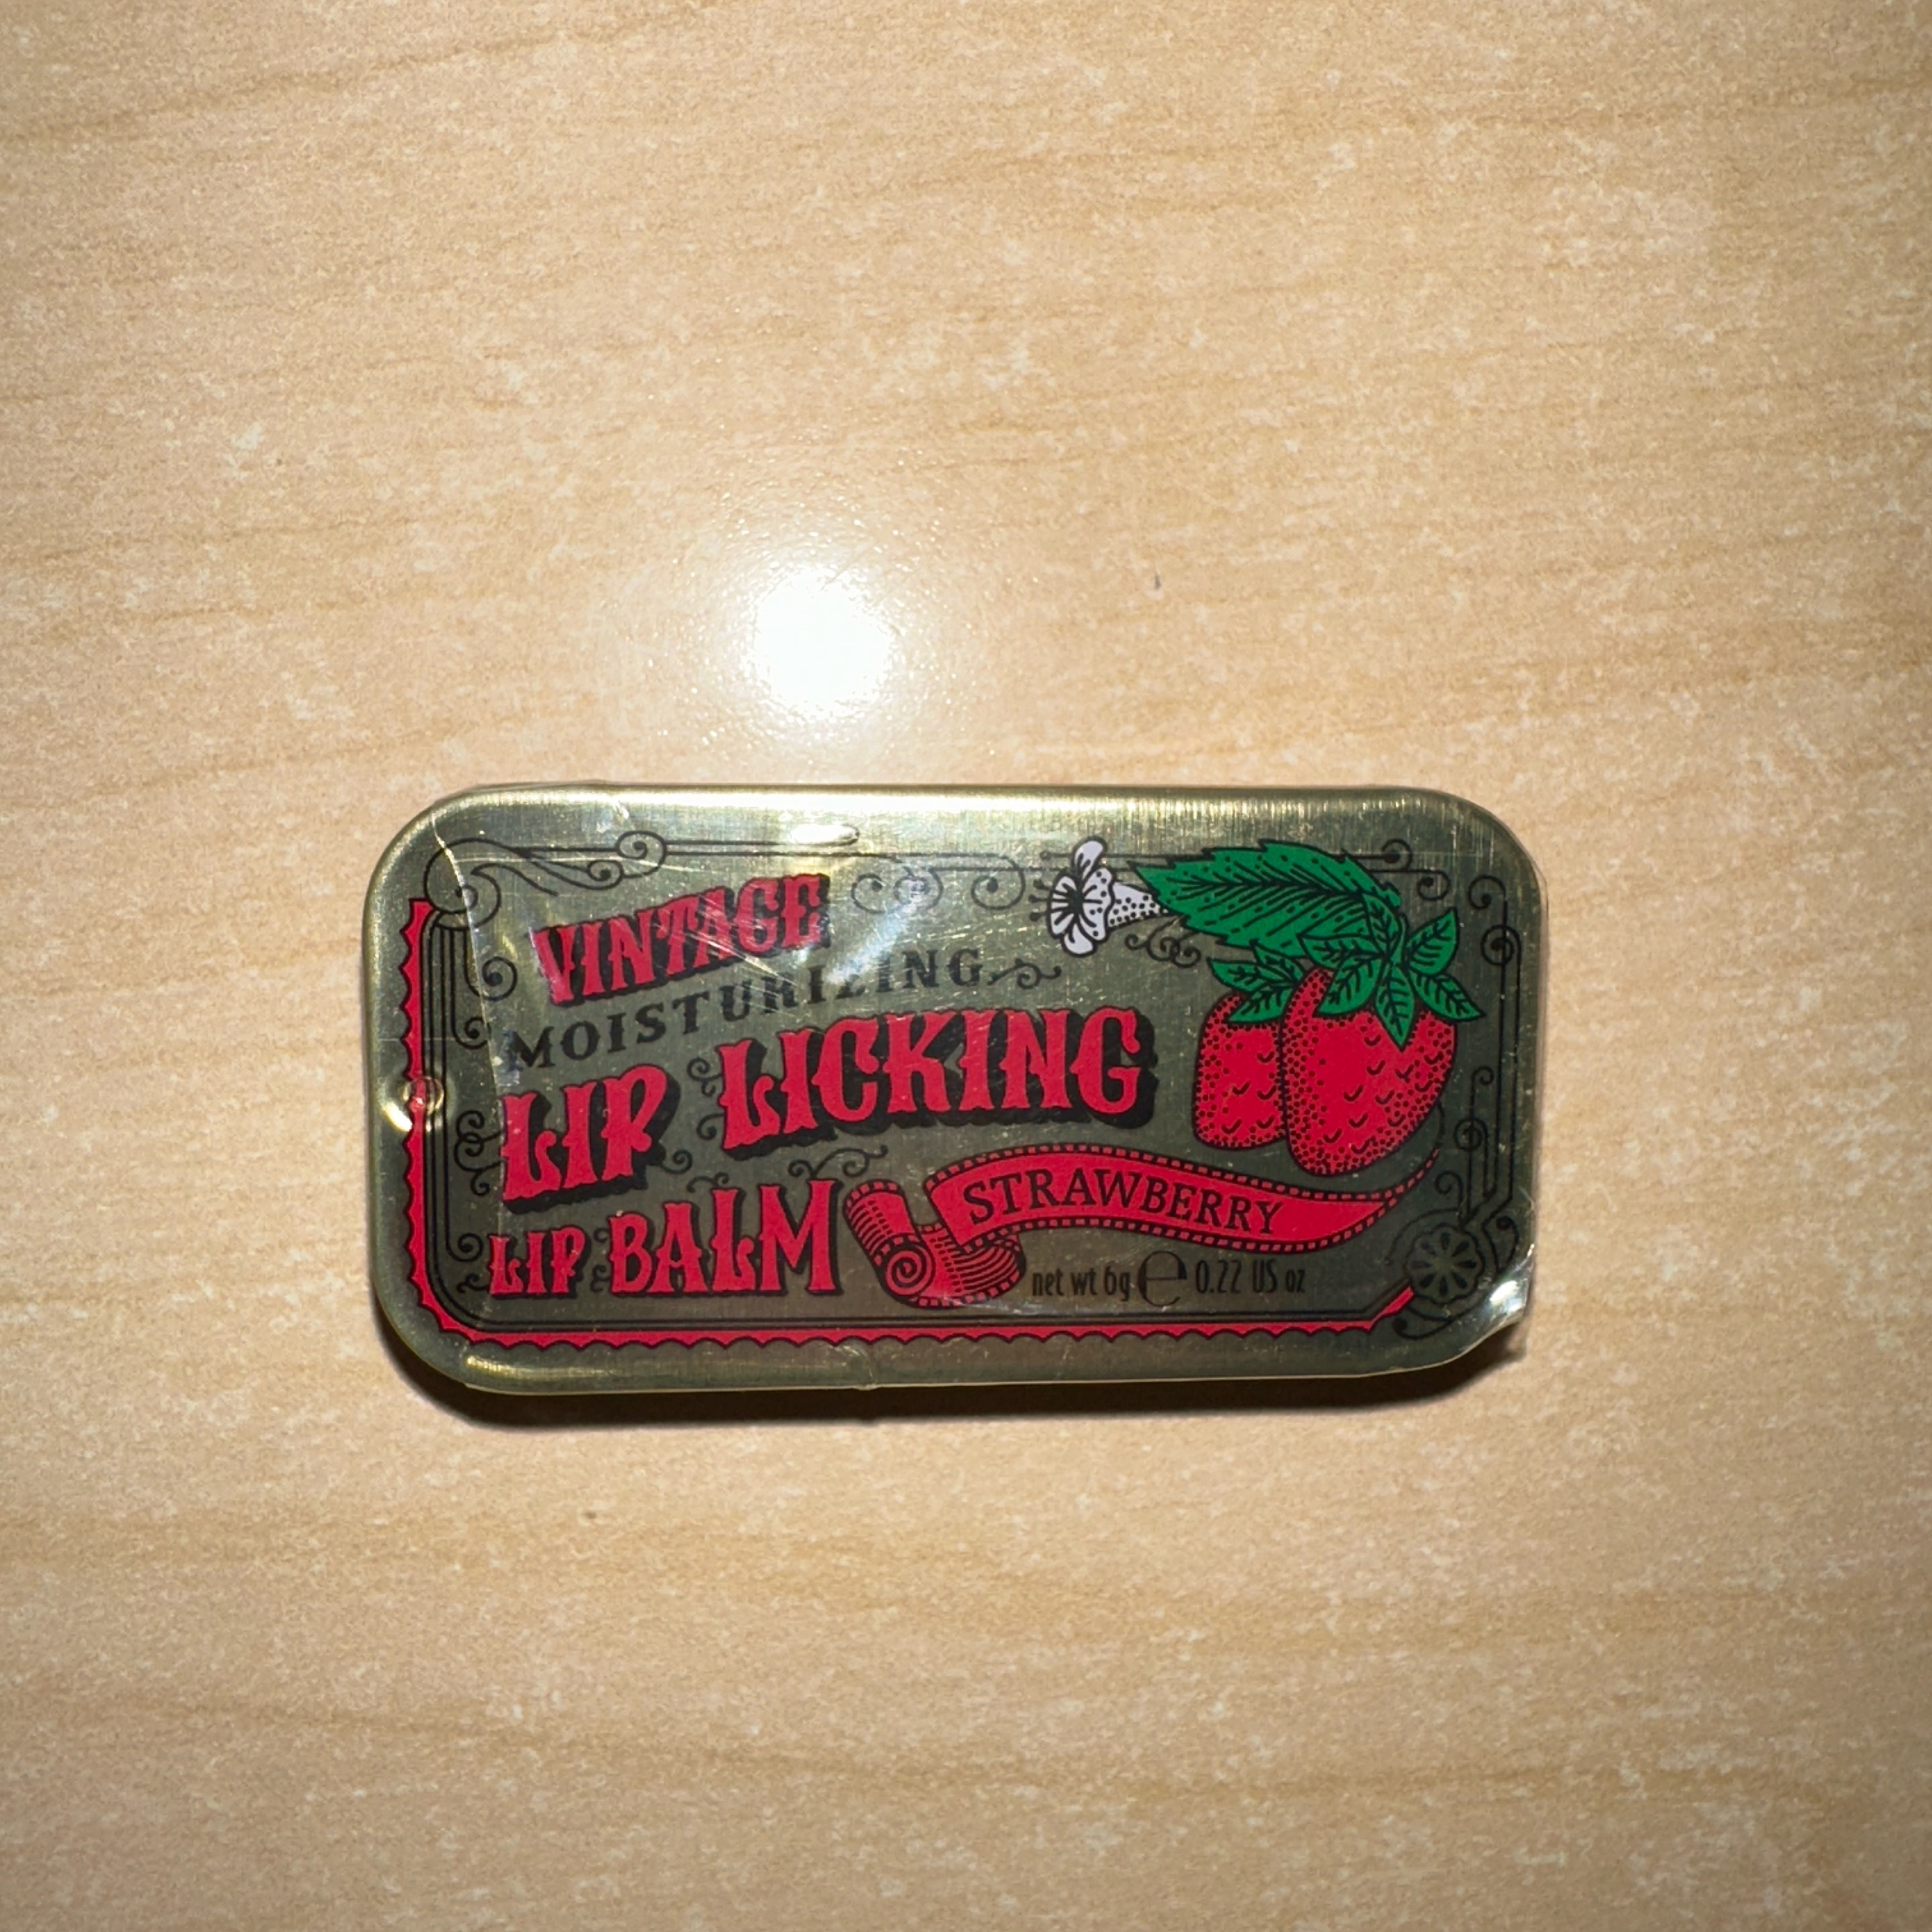 VINTAGE
MOISTURIZING
LIP LICKING
LIP BALM
STRAWBERRY
net wt 6g ℮ 0.22 US oz